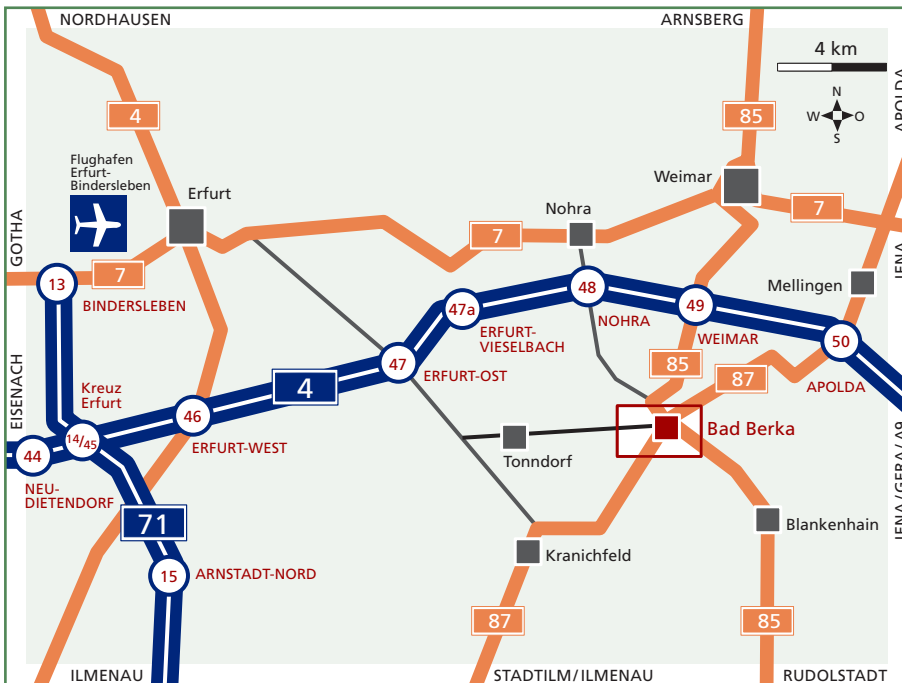 NORDHAUSEN
ARNSBERG
4 km
APOLDA
N
W O
S
4
85
Flughafen
Erfurt-
Bindersleben
Erfurt
Weimar
Nohra
7
7
GOTHA
7
JENA
Mellingen
13
BINDERSLEBEN
47a
ERFURT-
VIESELBACH
48
NOHRA
49
WEIMAR
50
APOLDA
EISENACH
Kreuz
Erfurt
4
47
ERFURT-OST
85
87
46
ERFURT-WEST
14/45
44
NEU-
DIETENDORF
Bad Berka
Tonndorf
JENA/GERA/A9
71
Blankenhain
Kranichfeld
15
ARNSTADT-NORD
87
85
ILMENAU
STADTILM/ILMENAU
RUDOLSTADT